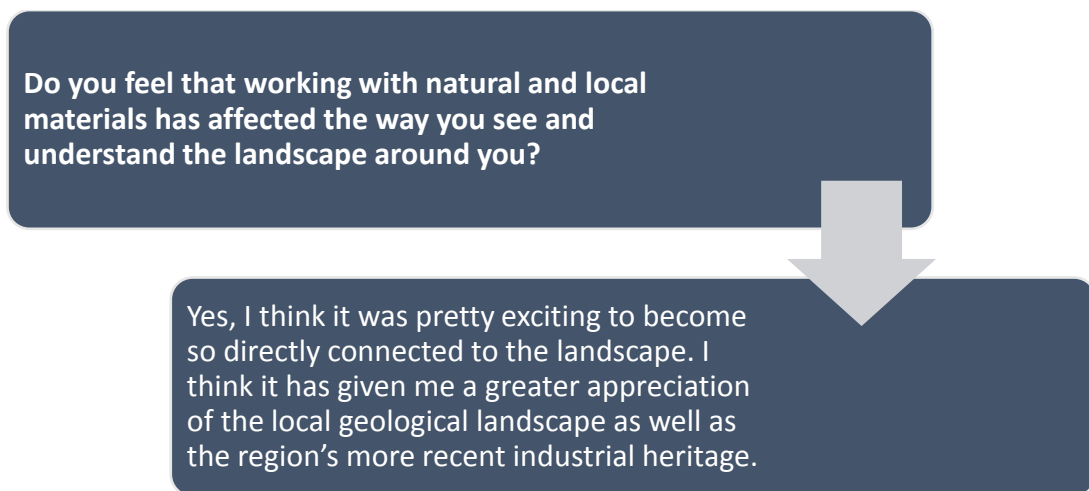 Do you feel that working with natural and local
materials has affected the way you see and
understand the landscape around you?
Yes, I think it was pretty exciting to become
so directly connected to the landscape. I
think it has given me a greater appreciation
of the local geological landscape as well as
the region’s more recent industrial heritage.